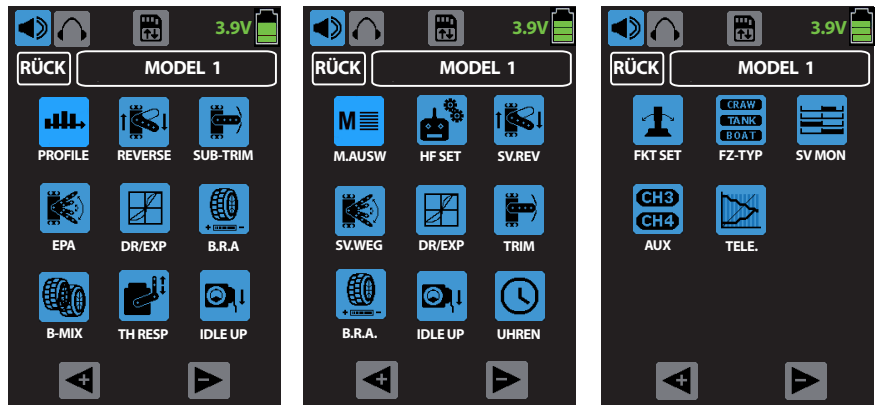 3.9V
RÜCK MODEL 1
PROFILE REVERSE SUB-TRIM
EPA DR/EXP B.R.A
B-MIX TH RESP IDLE UP
3.9V
RÜCK MODEL 1
M
M.AUSW HF SET SV.REV
SV.WEG DR/EXP TRIM
B.R.A. IDLE UP UHREN
3.9V
RÜCK MODEL 1
CRAW
TANK
BOAT
FKT SET FZ-TYP SV MON
CH3
CH4
AUX TELE.